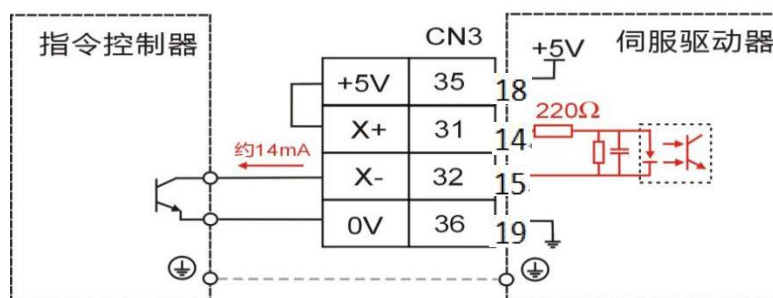 指令控制器
CN3
+5V
伺服驱动器
+5V 35 18
220Ω
X+ 31 14
约14mA
X- 32 15
0V 36 19